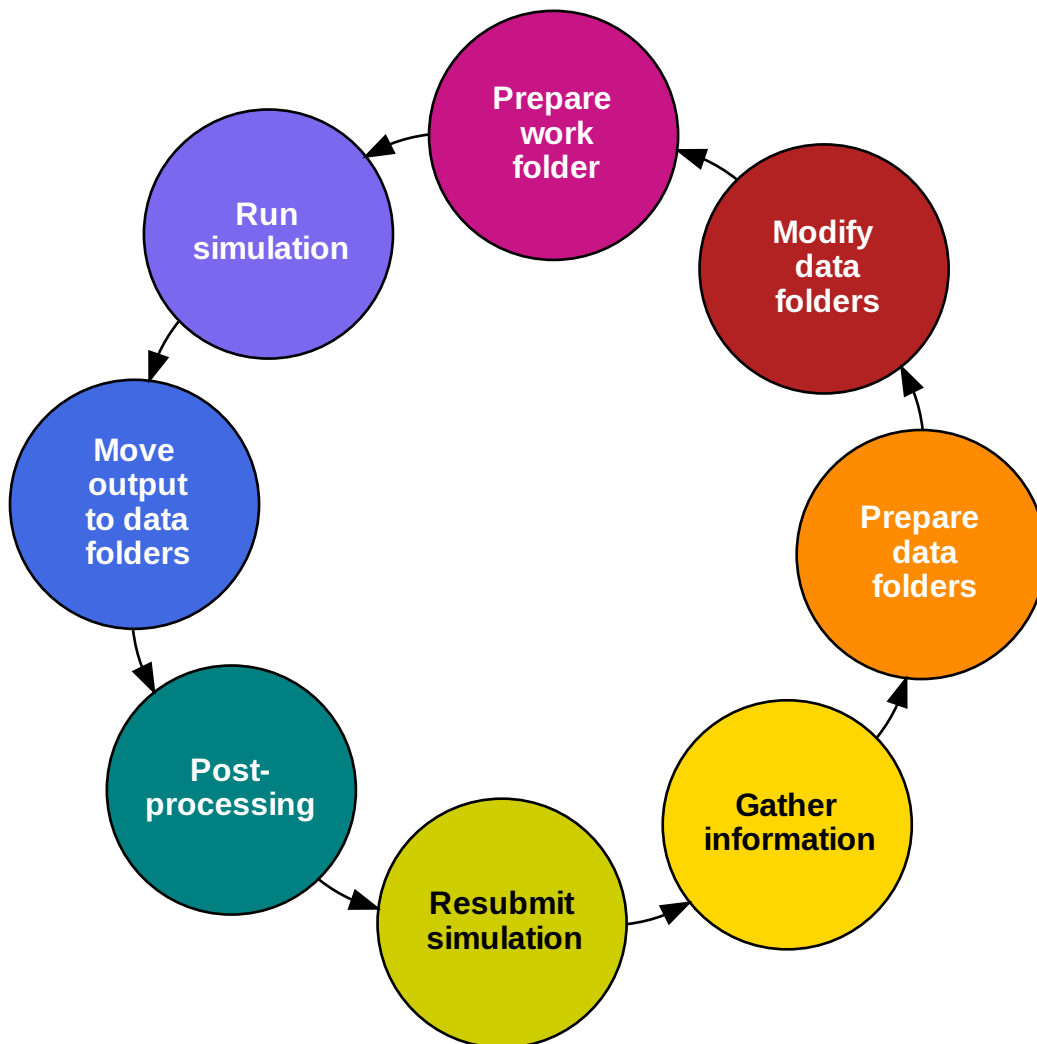 Prepare
work
folder
Run
simulation
Modify
data
folders
Move
output
to data
folders
Prepare
data
folders
Post-
processing
Gather
information
Resubmit
simulation